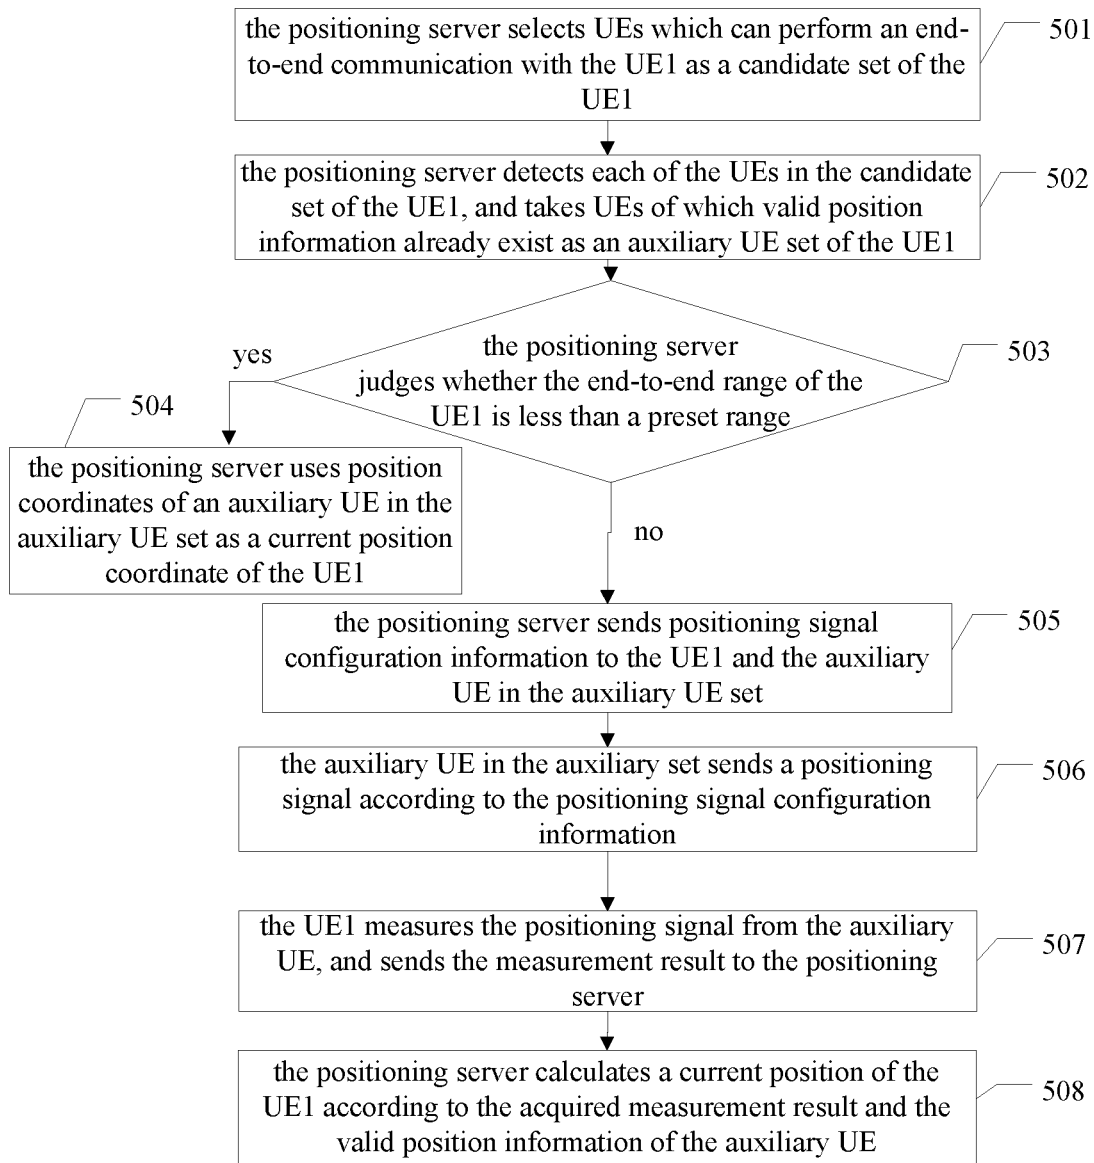 the positioning server selects UEs which can perform an end-
to-end communication with the UE1 as a candidate set of the
UE1
501
the positioning server detects each of the UEs in the candidate
set of the UE1, and takes UEs of which valid position
information already exist as an auxiliary UE set of the UE1
502
the positioning server
judges whether the end-to-end range of the
UE1 is less than a preset range
503
yes
504
the positioning server uses position
coordinates of an auxiliary UE in the
auxiliary UE set as a current position
coordinate of the UE1
no
the positioning server sends positioning signal
configuration information to the UE1 and the auxiliary
UE in the auxiliary UE set
505
the auxiliary UE in the auxiliary set sends a positioning
signal according to the positioning signal configuration
information
506
the UE1 measures the positioning signal from the auxiliary
UE, and sends the measurement result to the positioning
server
507
the positioning server calculates a current position of the
UE1 according to the acquired measurement result and the
valid position information of the auxiliary UE
508